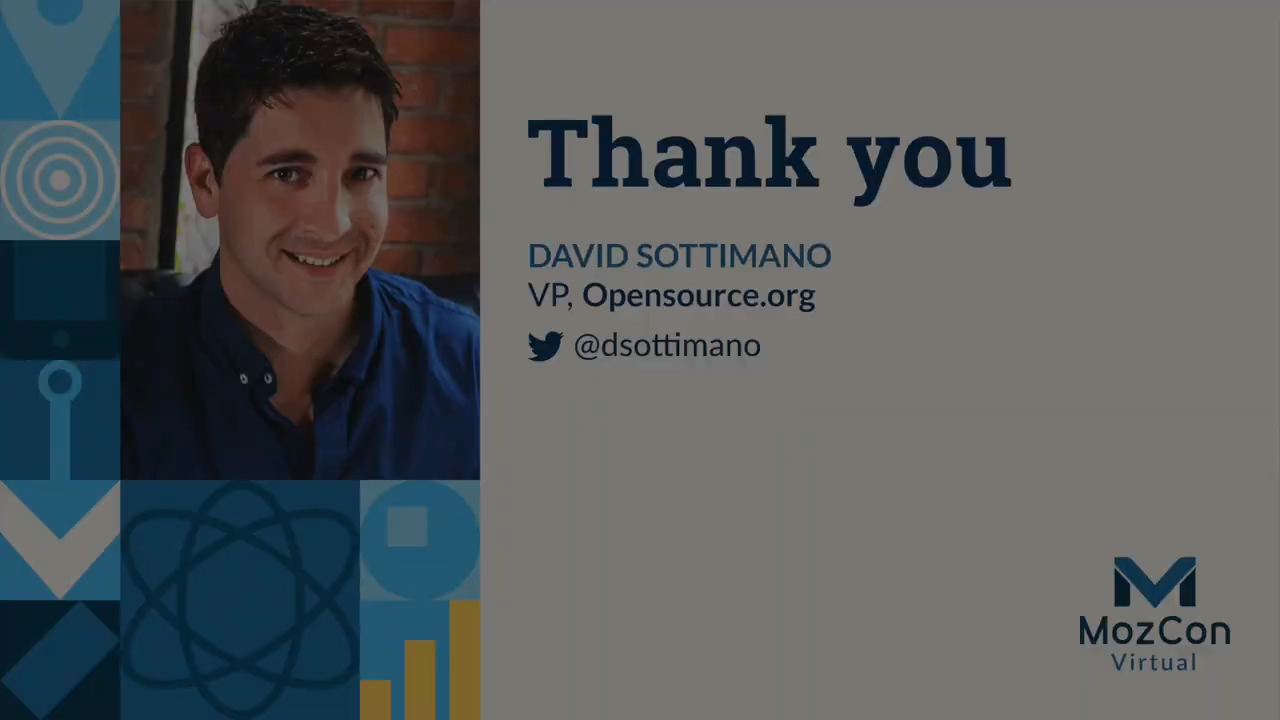 Thank you
DAVID SOTTIMANO
VP, Opensource.org
@dsottimano
MozCon
Virtual